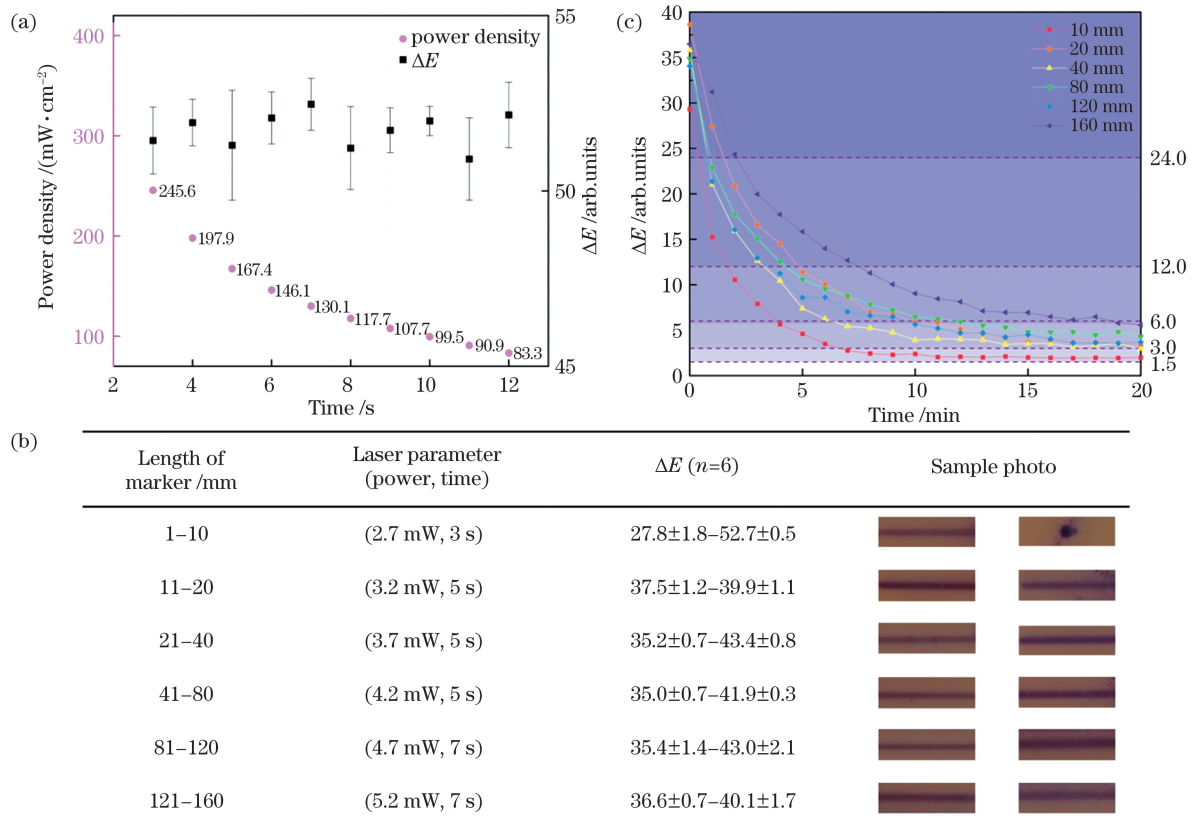 (a)
400
300
200
100
Power density /(mW·cm⁻²)
power density
ΔE
245.6
197.9
167.4
146.1
130.1
117.7
107.7
99.5
90.9
83.3
55
50
45
ΔE /arb.units
2 4 6 8 10 12
Time /s
(c)
40
35
30
25
20
15
10
5
0
ΔE /arb.units
10 mm
20 mm
40 mm
80 mm
120 mm
160 mm
24.0
12.0
6.0
3.0
1.5
0 5 10 15 20
Time /min
(b)
Length of
marker /mm
Laser parameter
(power, time)
ΔE (n=6)
Sample photo
1–10 (2.7 mW, 3 s) 27.8±1.8–52.7±0.5
11–20 (3.2 mW, 5 s) 37.5±1.2–39.9±1.1
21–40 (3.7 mW, 5 s) 35.2±0.7–43.4±0.8
41–80 (4.2 mW, 5 s) 35.0±0.7–41.9±0.3
81–120 (4.7 mW, 7 s) 35.4±1.4–43.0±2.1
121–160 (5.2 mW, 7 s) 36.6±0.7–40.1±1.7